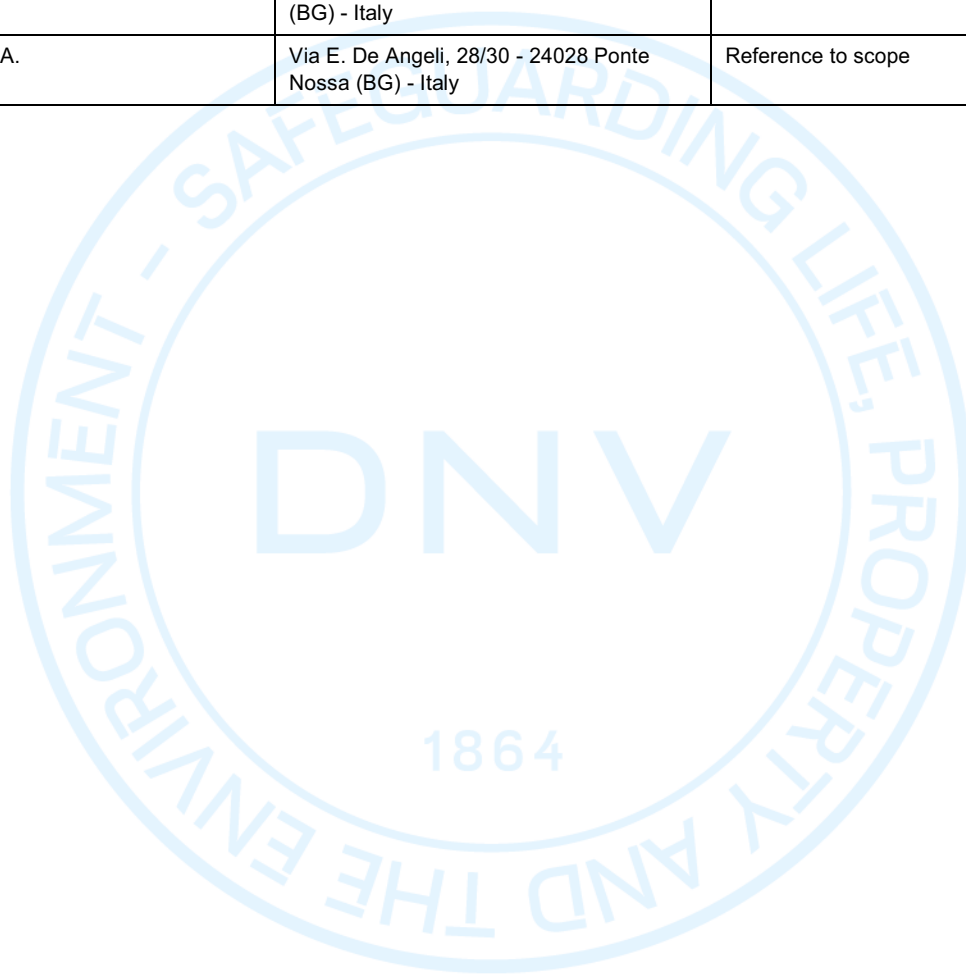 (BG) - Italy
A. Via E. De Angeli, 28/30 - 24028 Ponte Reference to scope
Nossa (BG) - Italy
SAFEGUARDING LIFE, PROPERTY AND THE ENVIRONMENT -
DNV
1864